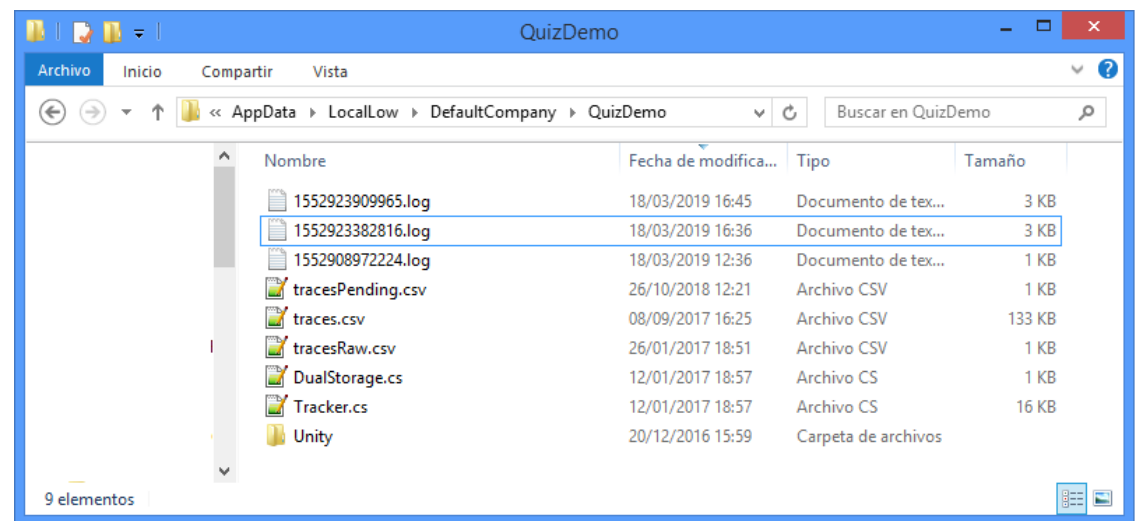 QuizDemo
Archivo Inicio Compartir Vista
« AppData LocalLow DefaultCompany QuizDemo Buscar en QuizDemo
Nombre Fecha de modifica... Tipo Tamaño
1552923909965.log 18/03/2019 16:45 Documento de tex... 3 KB
1552923382816.log 18/03/2019 16:36 Documento de tex... 3 KB
1552908972224.log 18/03/2019 12:36 Documento de tex... 1 KB
tracesPending.csv 26/10/2018 12:21 Archivo CSV 1 KB
traces.csv 08/09/2017 16:25 Archivo CSV 133 KB
tracesRaw.csv 26/01/2017 18:51 Archivo CSV 1 KB
DualStorage.cs 12/01/2017 18:57 Archivo CS 1 KB
Tracker.cs 12/01/2017 18:57 Archivo CS 16 KB
Unity 20/12/2016 15:59 Carpeta de archivos
9 elementos